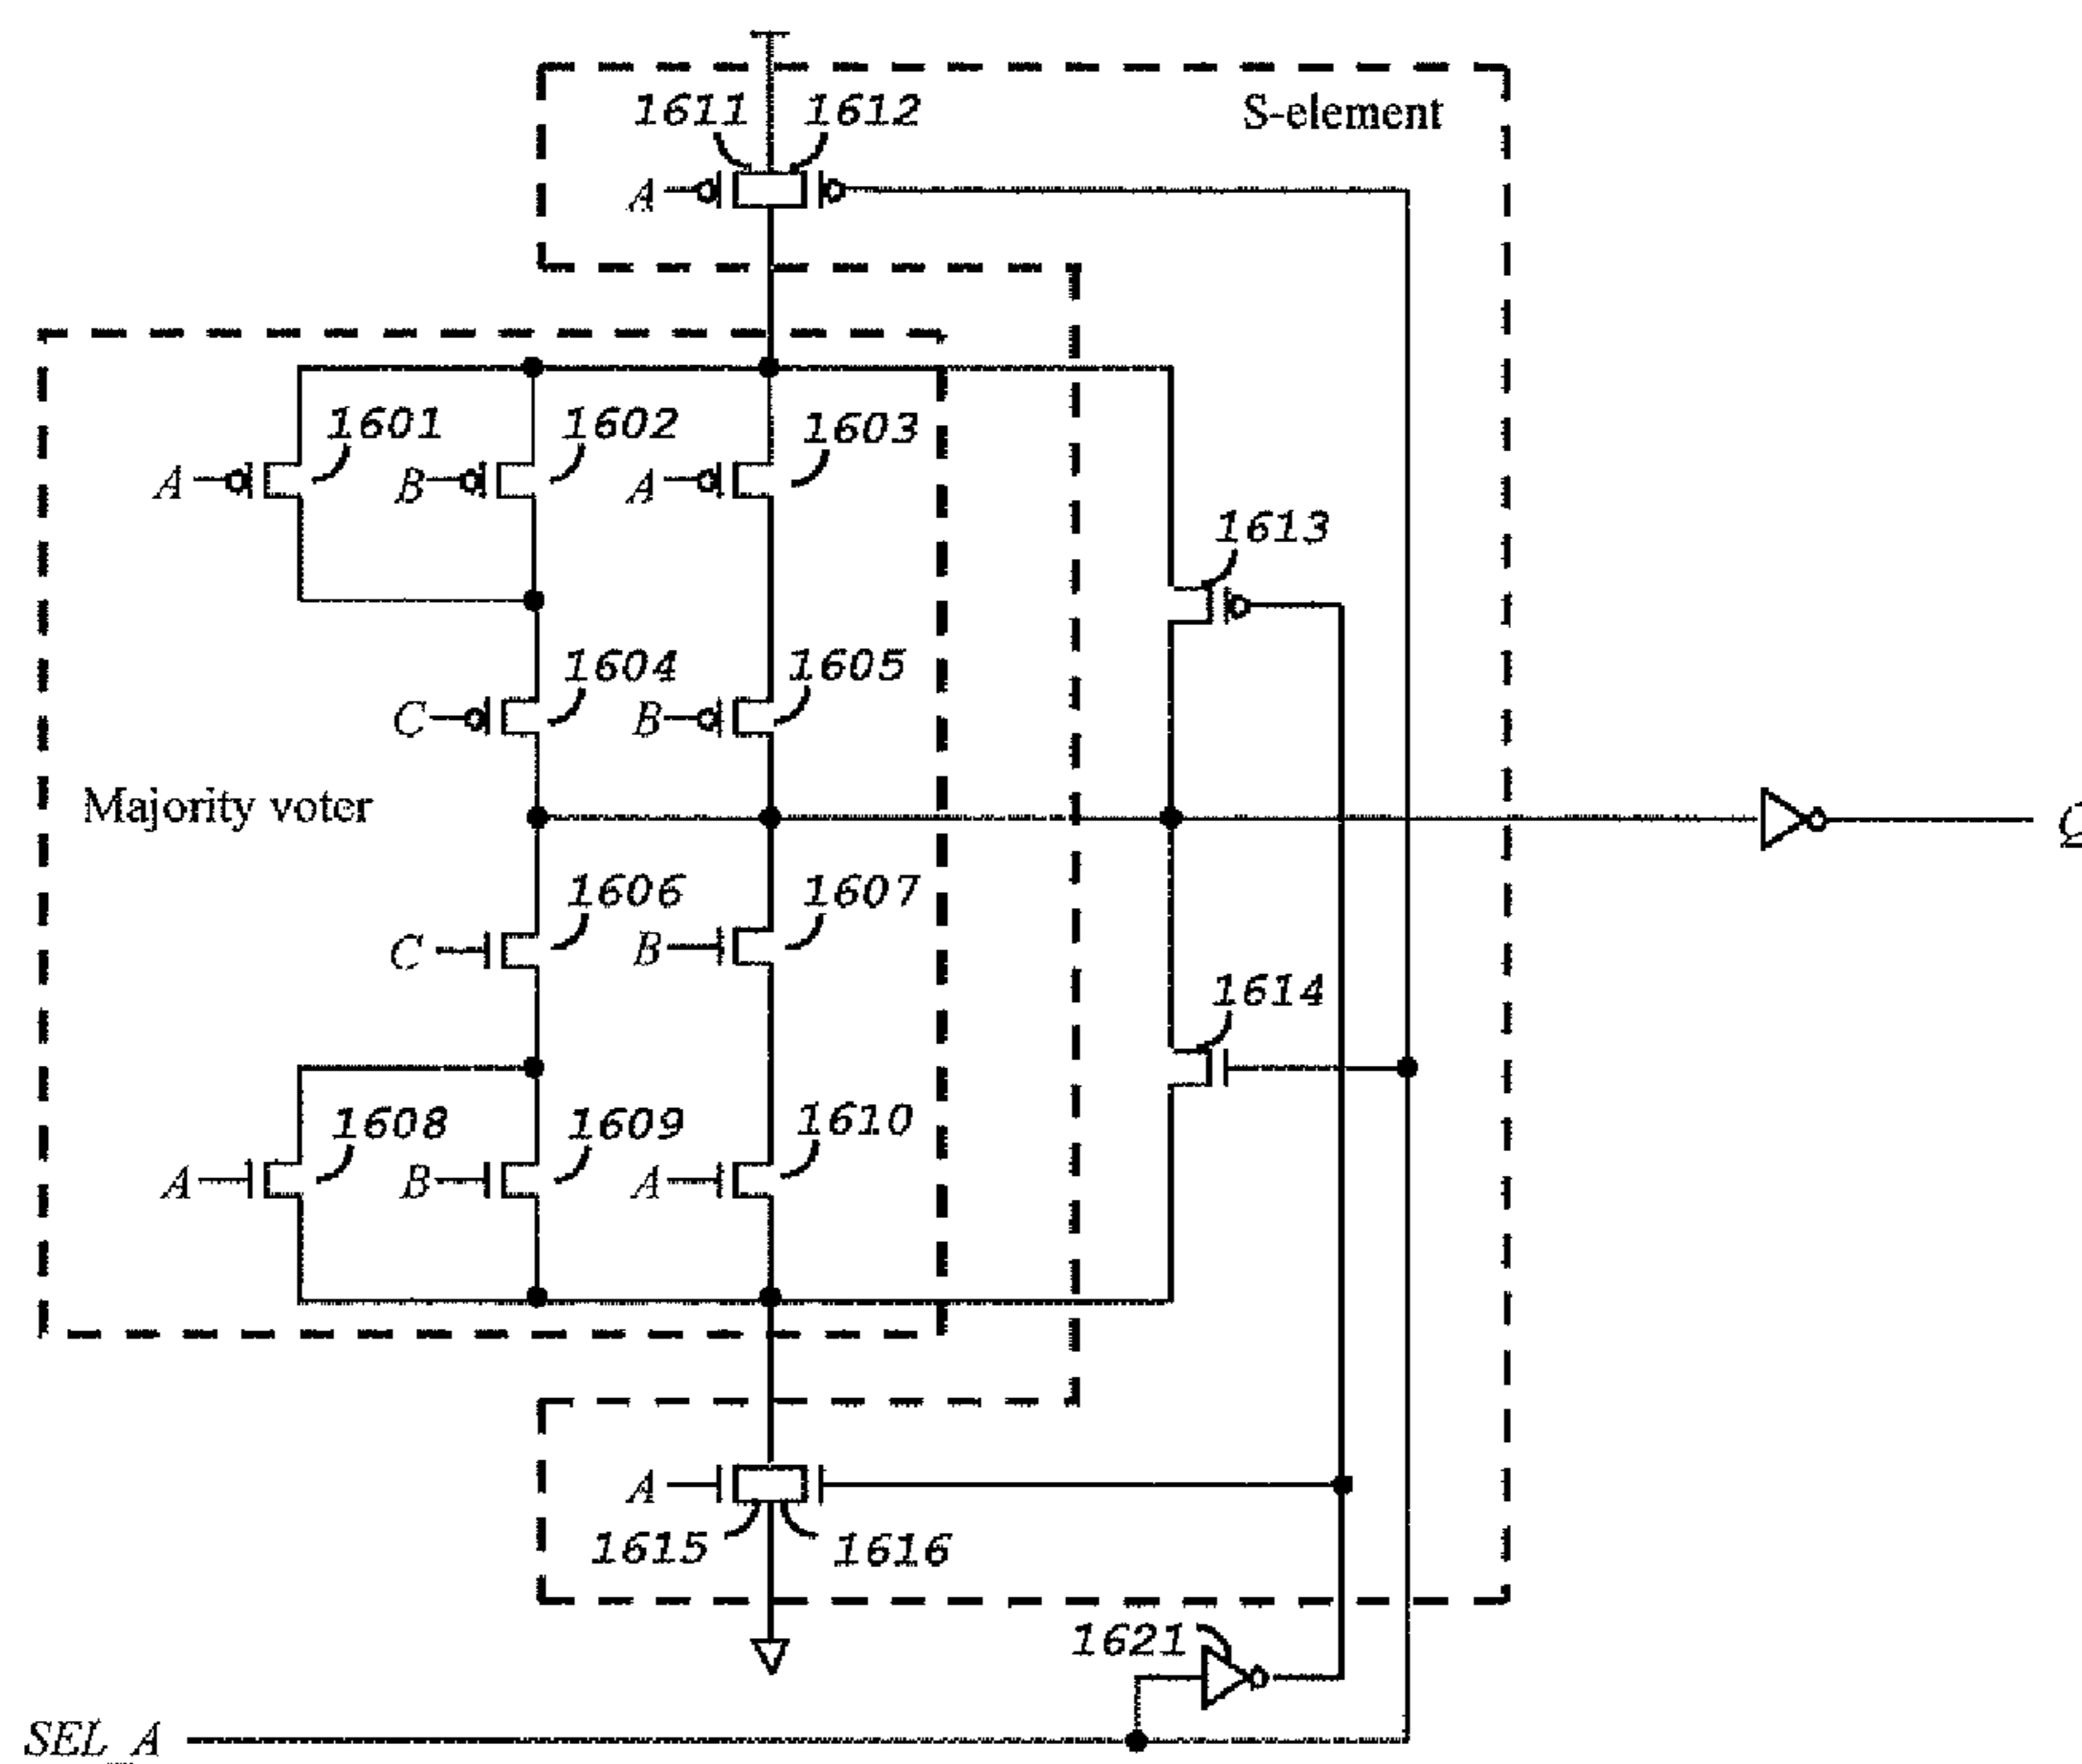 S-element
1611 1612
A
1601 1602 1603
A B A
1613
1604 1605
C B
Majority voter
Q
1606 1607
C B
1614
1608 1609 1610
A B A
A
1615 1616
1621
SEL_A